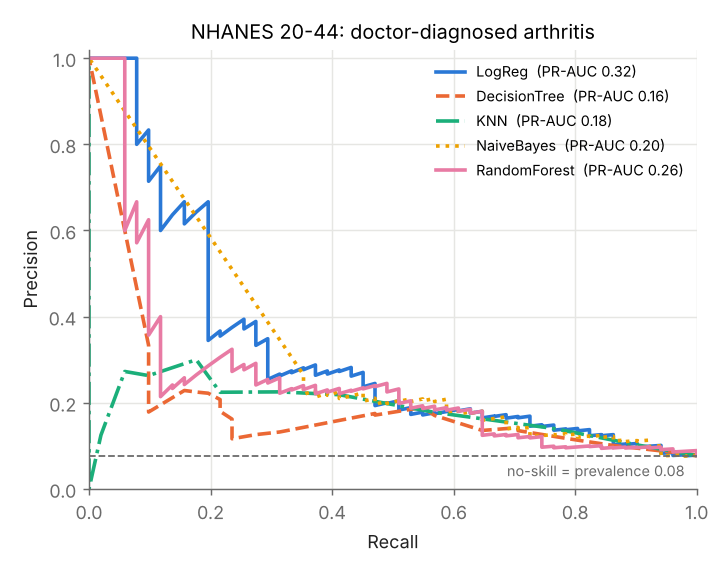 NHANES 20-44: doctor-diagnosed arthritis
1.0
0.8
0.6
0.4
0.2
0.0
Precision
LogReg (PR-AUC 0.32)
DecisionTree (PR-AUC 0.16)
KNN (PR-AUC 0.18)
NaiveBayes (PR-AUC 0.20)
RandomForest (PR-AUC 0.26)
no-skill = prevalence 0.08
0.0 0.2 0.4 0.6 0.8 1.0
Recall